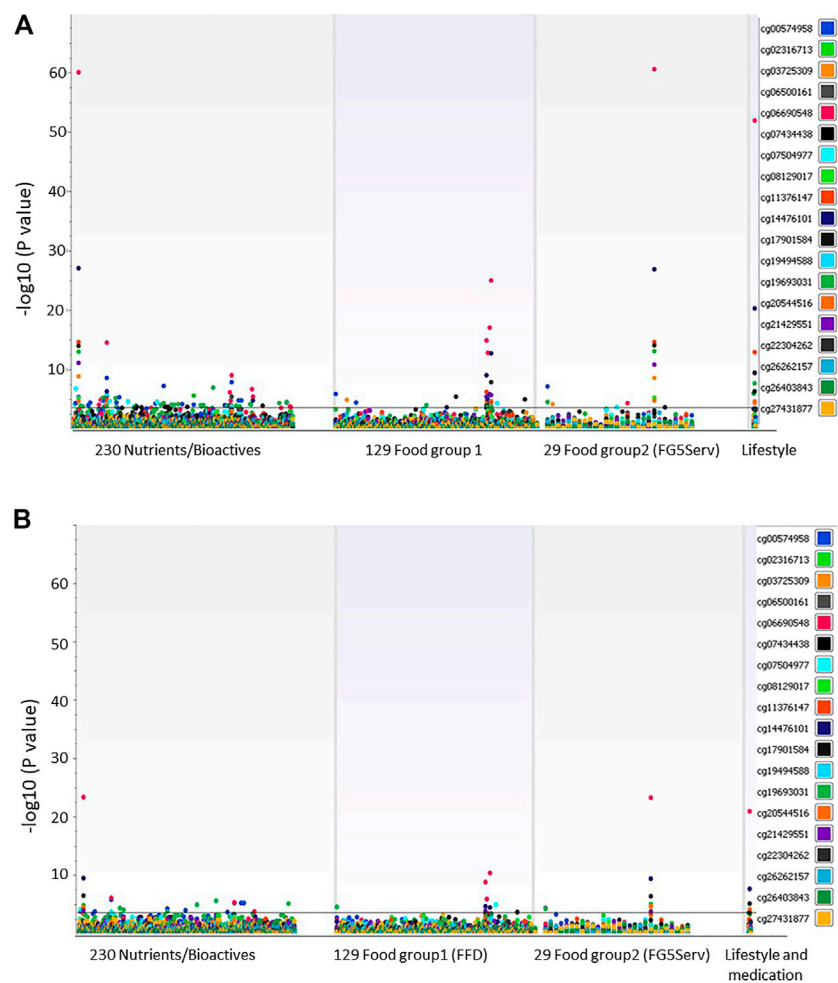 A
-log10 (P value)
60
50
40
30
20
10
230 Nutrients/Bioactives
129 Food group 1
29 Food group2 (FG5Serv)
Lifestyle
cg00574958
cg02316713
cg03725309
cg06500161
cg06690548
cg07434438
cg07504977
cg08129017
cg11376147
cg14476101
cg17901584
cg19494588
cg19693031
cg20544516
cg21429551
cg22304262
cg26262157
cg26403843
cg27431877
B
-log10 (P value)
60
50
40
30
20
10
230 Nutrients/Bioactives
129 Food group1 (FFD)
29 Food group2 (FG5Serv)
Lifestyle and
medication
cg00574958
cg02316713
cg03725309
cg06500161
cg06690548
cg07434438
cg07504977
cg08129017
cg11376147
cg14476101
cg17901584
cg19494588
cg19693031
cg20544516
cg21429551
cg22304262
cg26262157
cg26403843
cg27431877